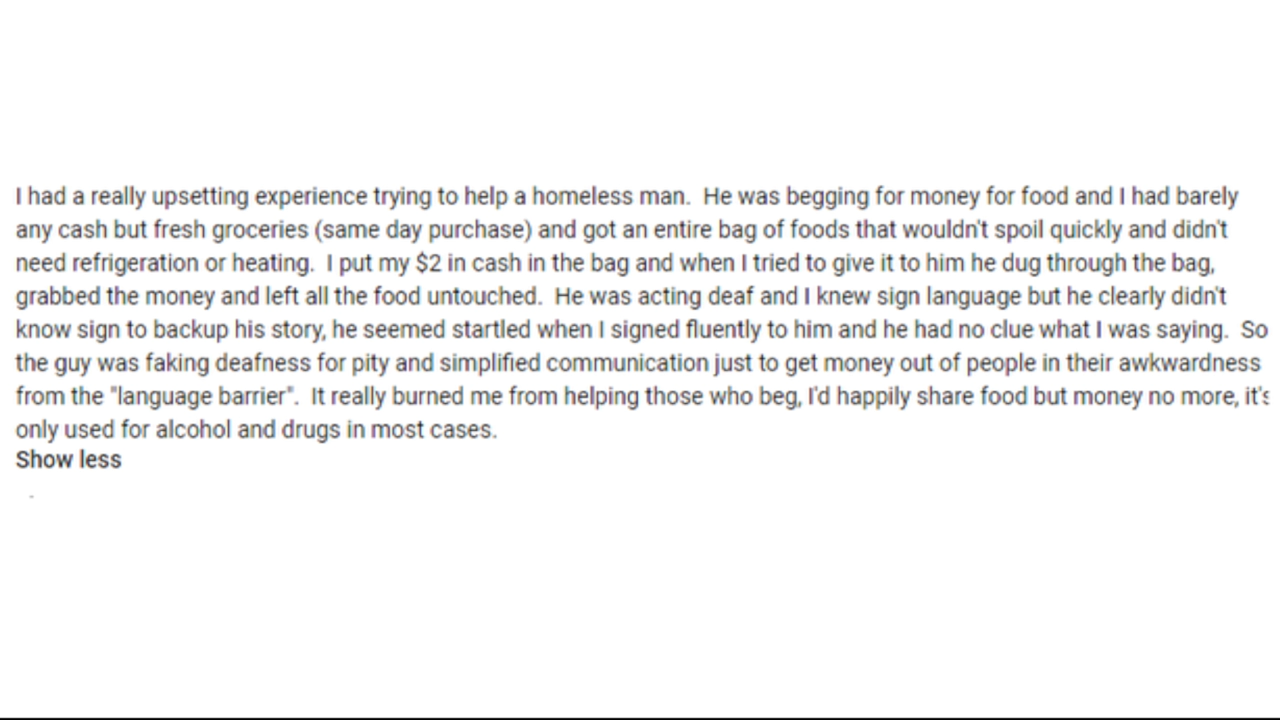 I had a really upsetting experience trying to help a homeless man.  He was begging for money for food and I had barely
any cash but fresh groceries (same day purchase) and got an entire bag of foods that wouldn't spoil quickly and didn't
need refrigeration or heating.  I put my $2 in cash in the bag and when I tried to give it to him he dug through the bag,
grabbed the money and left all the food untouched.  He was acting deaf and I knew sign language but he clearly didn't
know sign to backup his story, he seemed startled when I signed fluently to him and he had no clue what I was saying.  So
the guy was faking deafness for pity and simplified communication just to get money out of people in their awkwardness
from the "language barrier".  It really burned me from helping those who beg, I'd happily share food but money no more, it's
only used for alcohol and drugs in most cases.
Show less